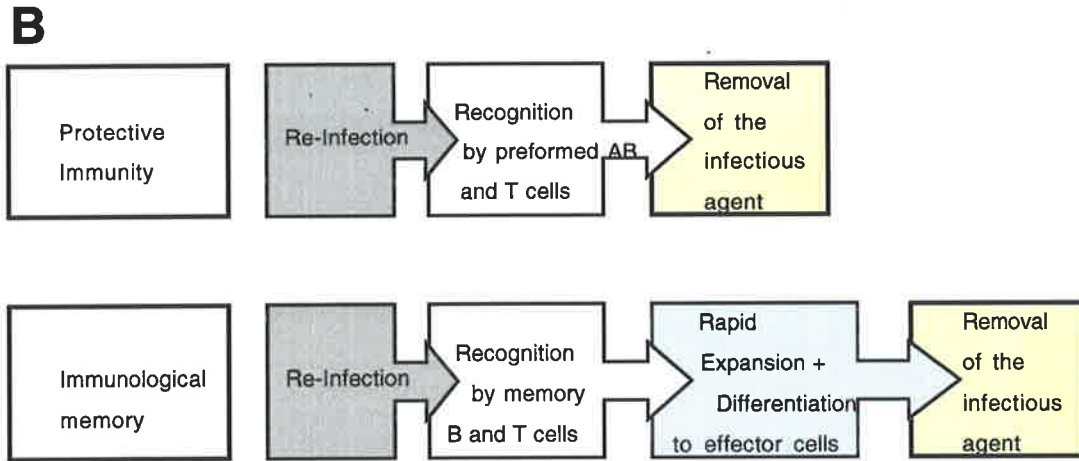 B
Protective
Immunity
Re-Infection
Recognition
by preformed AB
and T cells
Removal
of the
infectious
agent
Immunological
memory
Re-Infection
Recognition
by memory
B and T cells
Rapid
Expansion +
Differentiation
to effector cells
Removal
of the
infectious
agent